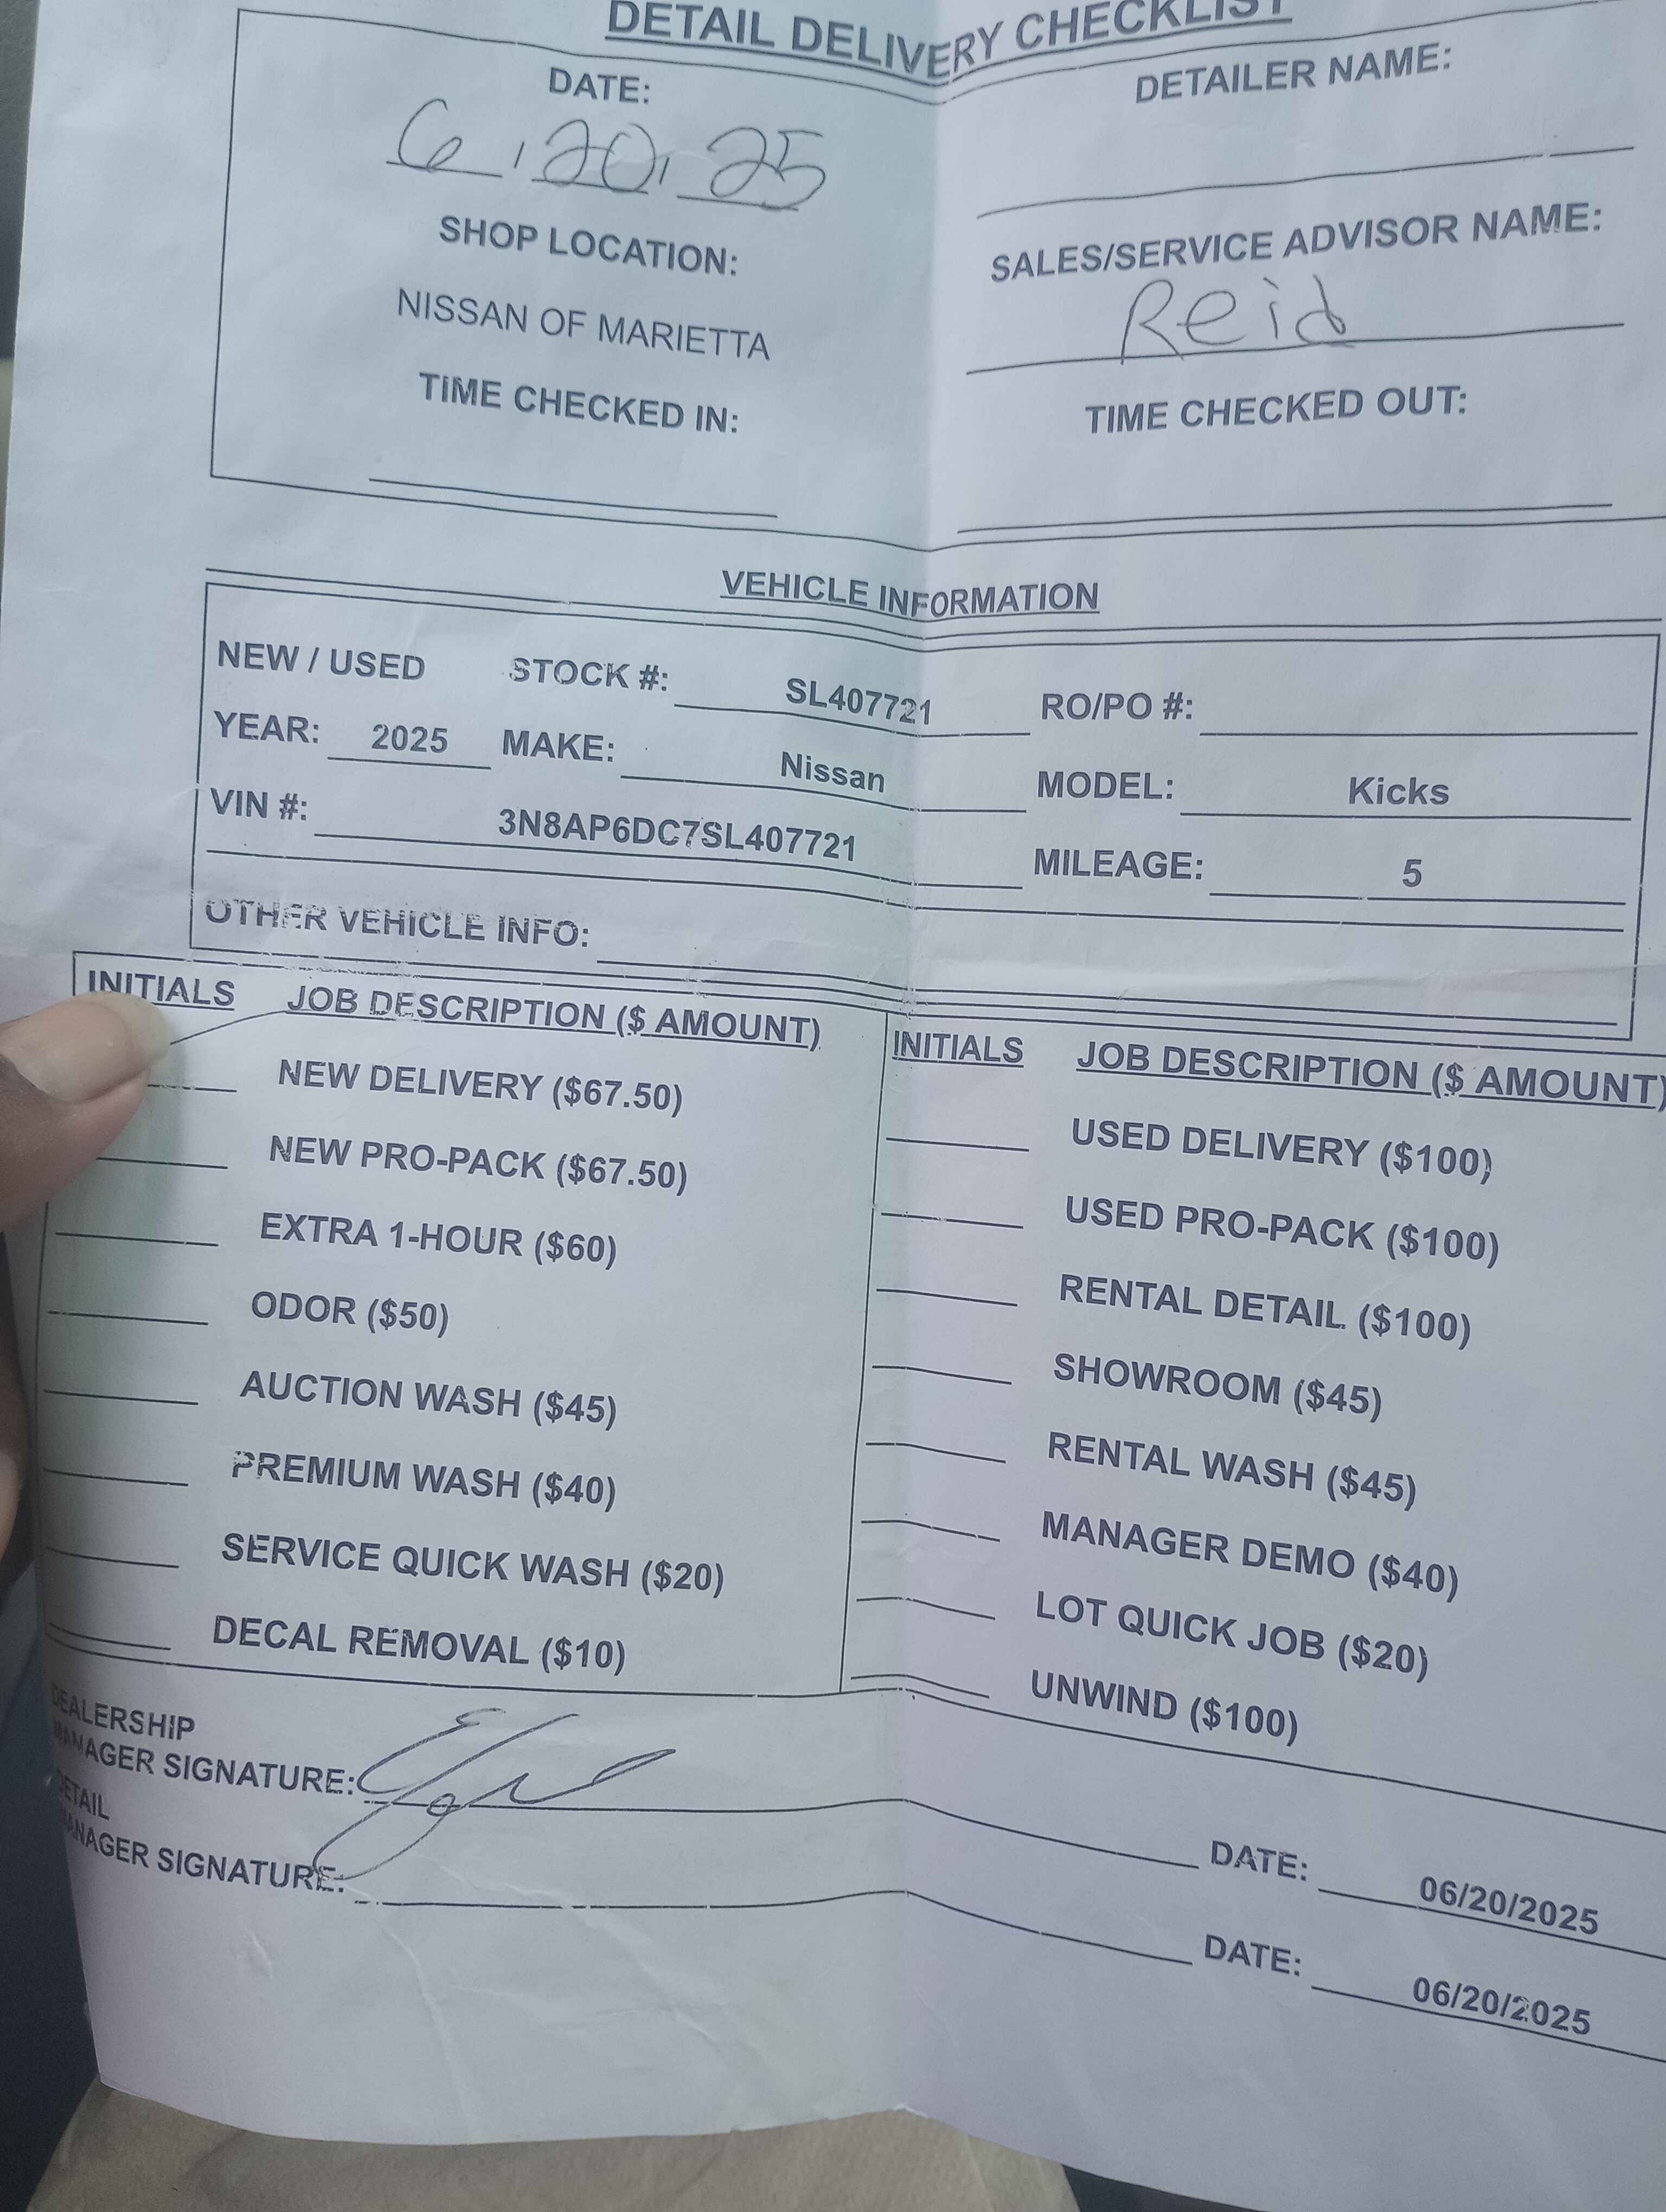 DETAIL DELIVERY CHECKLIST
DATE: DETAILER NAME:
6, 20, 25
SHOP LOCATION: SALES/SERVICE ADVISOR NAME:
NISSAN OF MARIETTA Reid
TIME CHECKED IN: TIME CHECKED OUT:
VEHICLE INFORMATION
NEW / USED STOCK #: SL407721 RO/PO #:
YEAR: 2025 MAKE: Nissan MODEL: Kicks
VIN #: 3N8AP6DC7SL407721 MILEAGE: 5
OTHER VEHICLE INFO:
INITIALS JOB DESCRIPTION ($ AMOUNT) INITIALS JOB DESCRIPTION ($ AMOUNT)
NEW DELIVERY ($67.50) USED DELIVERY ($100)
NEW PRO-PACK ($67.50) USED PRO-PACK ($100)
EXTRA 1-HOUR ($60) RENTAL DETAIL ($100)
ODOR ($50) SHOWROOM ($45)
AUCTION WASH ($45) RENTAL WASH ($45)
PREMIUM WASH ($40) MANAGER DEMO ($40)
SERVICE QUICK WASH ($20) LOT QUICK JOB ($20)
DECAL REMOVAL ($10) UNWIND ($100)
DEALERSHIP
MANAGER SIGNATURE: DATE: 06/20/2025
DETAIL
MANAGER SIGNATURE: DATE: 06/20/2025